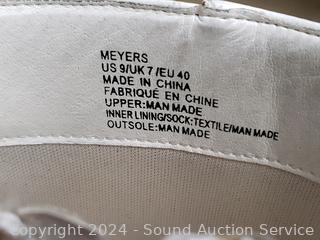 MEYERS
US 9/UK 7/EU 40
MADE IN CHINA
FABRIQUÉ EN CHINE
UPPER:MAN MADE
INNER LINING/SOCK:TEXTILE/MAN MADE
OUTSOLE:MAN MADE
Copyright 2024 - Sound Auction Service